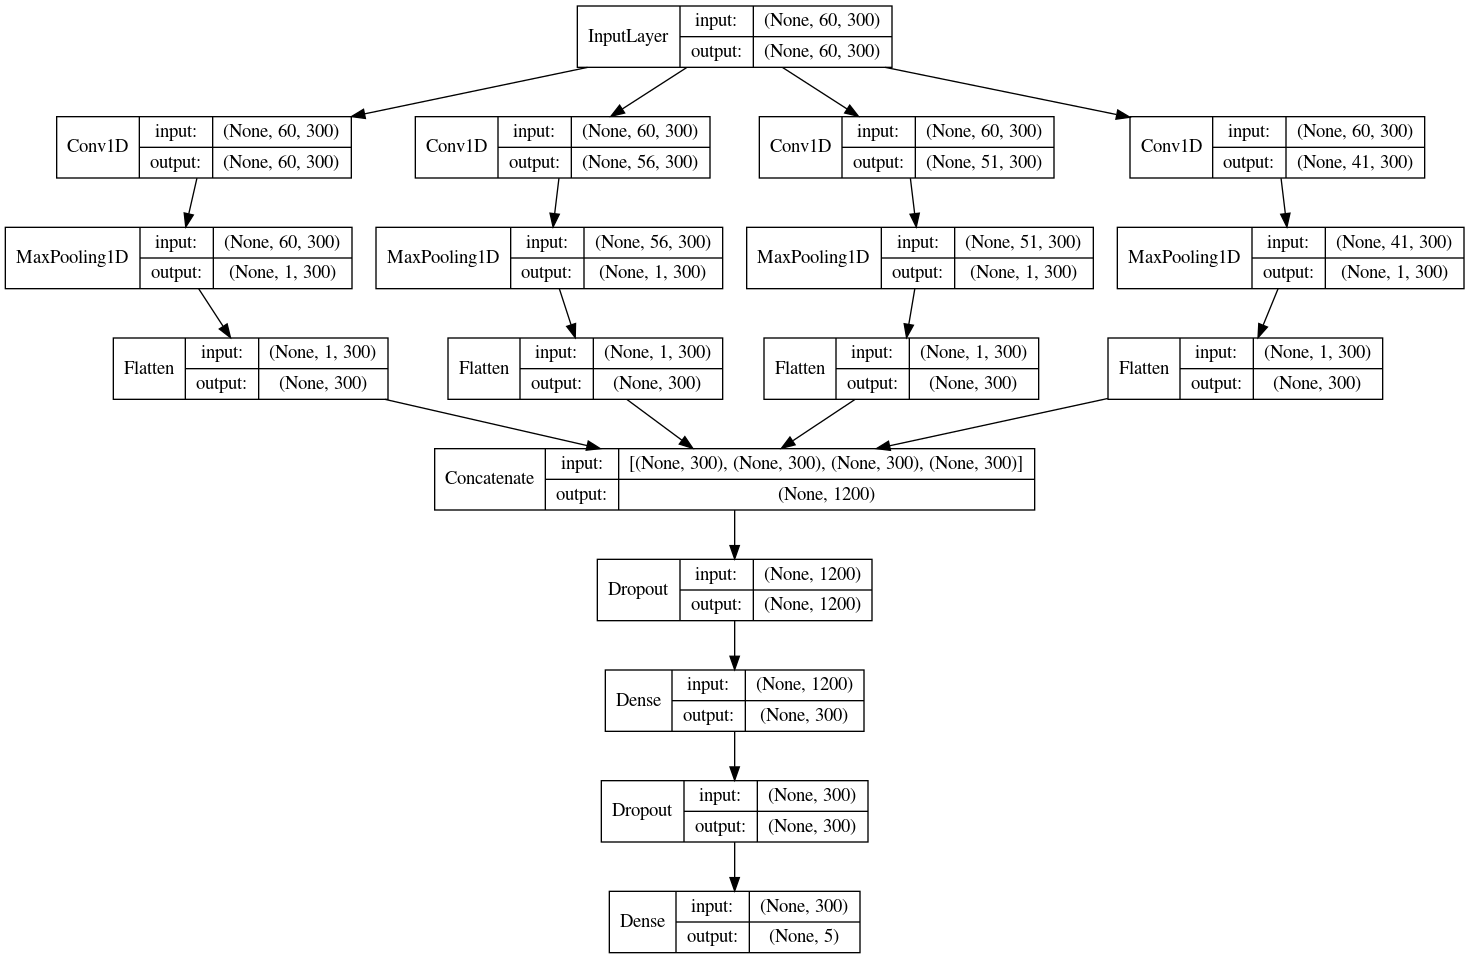 InputLayer input: (None, 60, 300)
output: (None, 60, 300)
Conv1D input: (None, 60, 300)
output: (None, 60, 300)
Conv1D input: (None, 60, 300)
output: (None, 56, 300)
Conv1D input: (None, 60, 300)
output: (None, 51, 300)
Conv1D input: (None, 60, 300)
output: (None, 41, 300)
MaxPooling1D input: (None, 60, 300)
output: (None, 1, 300)
MaxPooling1D input: (None, 56, 300)
output: (None, 1, 300)
MaxPooling1D input: (None, 51, 300)
output: (None, 1, 300)
MaxPooling1D input: (None, 41, 300)
output: (None, 1, 300)
Flatten input: (None, 1, 300)
output: (None, 300)
Flatten input: (None, 1, 300)
output: (None, 300)
Flatten input: (None, 1, 300)
output: (None, 300)
Flatten input: (None, 1, 300)
output: (None, 300)
Concatenate input: [(None, 300), (None, 300), (None, 300), (None, 300)]
output: (None, 1200)
Dropout input: (None, 1200)
output: (None, 1200)
Dense input: (None, 1200)
output: (None, 300)
Dropout input: (None, 300)
output: (None, 300)
Dense input: (None, 300)
output: (None, 5)